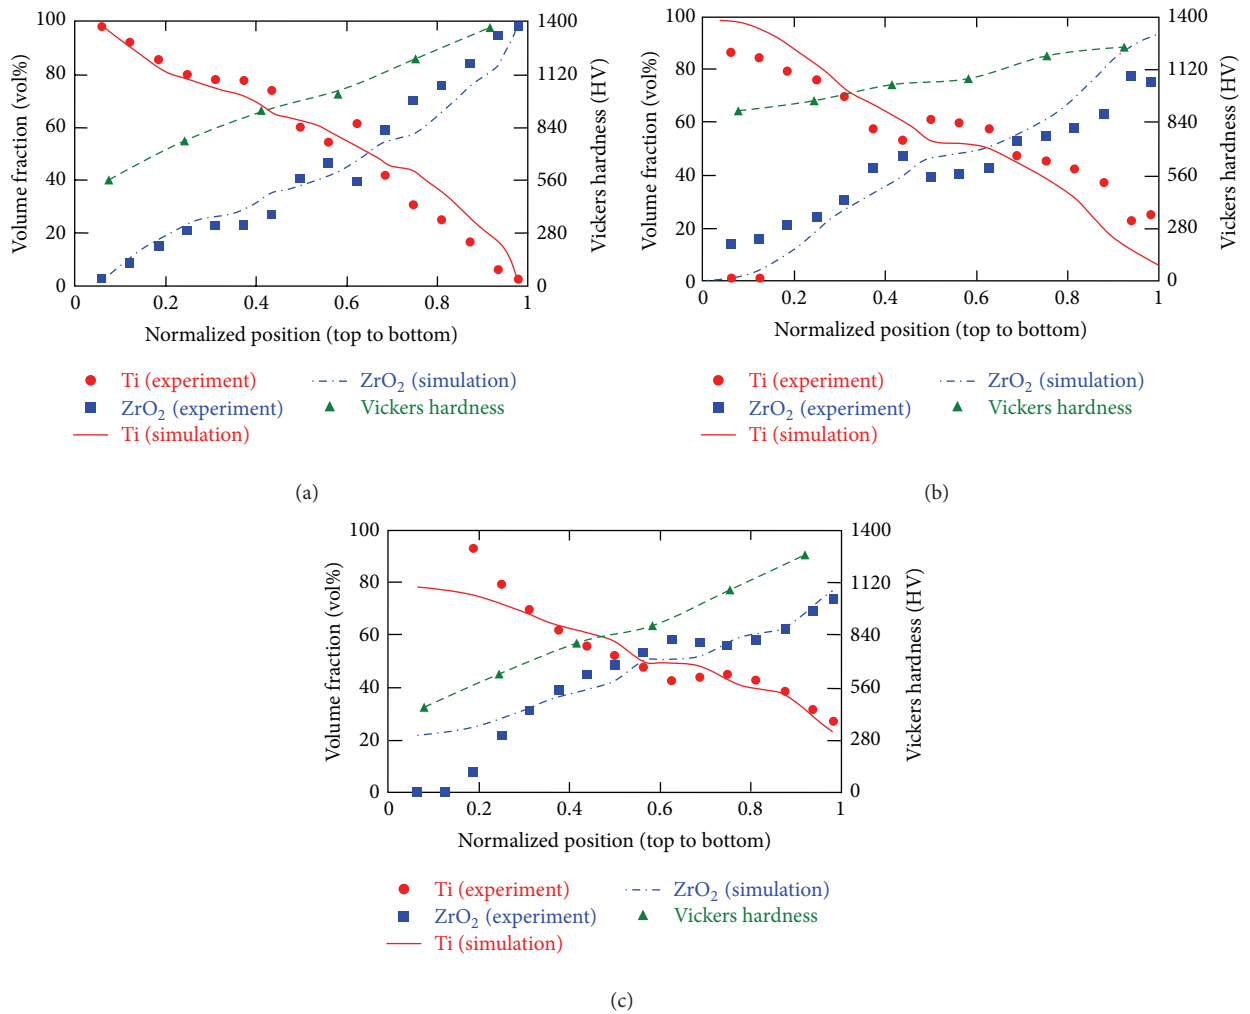 100
80
60
40
20
0
Volume fraction (vol%)
1400
1120
840
560
280
0
Vickers hardness (HV)
0 0.2 0.4 0.6 0.8 1
Normalized position (top to bottom)
Ti (experiment)
ZrO2 (experiment)
Ti (simulation)
ZrO2 (simulation)
Vickers hardness
(a)
100
80
60
40
20
0
Volume fraction (vol%)
1400
1120
840
560
280
0
Vickers hardness (HV)
0 0.2 0.4 0.6 0.8 1
Normalized position (top to bottom)
Ti (experiment)
ZrO2 (experiment)
Ti (simulation)
ZrO2 (simulation)
Vickers hardness
(b)
100
80
60
40
20
0
Volume fraction (vol%)
1400
1120
840
560
280
0
Vickers hardness (HV)
0 0.2 0.4 0.6 0.8 1
Normalized position (top to bottom)
Ti (experiment)
ZrO2 (experiment)
Ti (simulation)
ZrO2 (simulation)
Vickers hardness
(c)